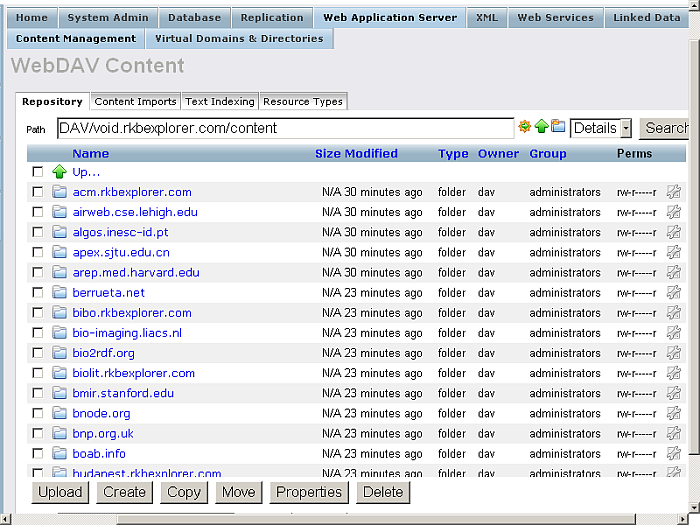 Home System Admin Database Replication Web Application Server XML Web Services Linked Data
Content Management Virtual Domains & Directories
WebDAV Content
Repository Content Imports Text Indexing Resource Types
Path DAV/void.rkbexplorer.com/content Details Search
Name Size Modified Type Owner Group Perms
Up...
acm.rkbexplorer.com N/A 30 minutes ago folder dav administrators rw-r-----r
airweb.cse.lehigh.edu N/A 30 minutes ago folder dav administrators rw-r-----r
algos.inesc-id.pt N/A 30 minutes ago folder dav administrators rw-r-----r
apex.sjtu.edu.cn N/A 30 minutes ago folder dav administrators rw-r-----r
arep.med.harvard.edu N/A 30 minutes ago folder dav administrators rw-r-----r
berrueta.net N/A 23 minutes ago folder dav administrators rw-r-----r
bibo.rkbexplorer.com N/A 23 minutes ago folder dav administrators rw-r-----r
bio-imaging.liacs.nl N/A 23 minutes ago folder dav administrators rw-r-----r
bio2rdf.org N/A 23 minutes ago folder dav administrators rw-r-----r
biolit.rkbexplorer.com N/A 23 minutes ago folder dav administrators rw-r-----r
bmir.stanford.edu N/A 23 minutes ago folder dav administrators rw-r-----r
bnode.org N/A 23 minutes ago folder dav administrators rw-r-----r
bnp.org.uk N/A 23 minutes ago folder dav administrators rw-r-----r
boab.info N/A 23 minutes ago folder dav administrators rw-r-----r
budapest.rkbexplorer.com N/A 23 minutes ago folder dav administrators rw-r-----r
Upload Create Copy Move Properties Delete